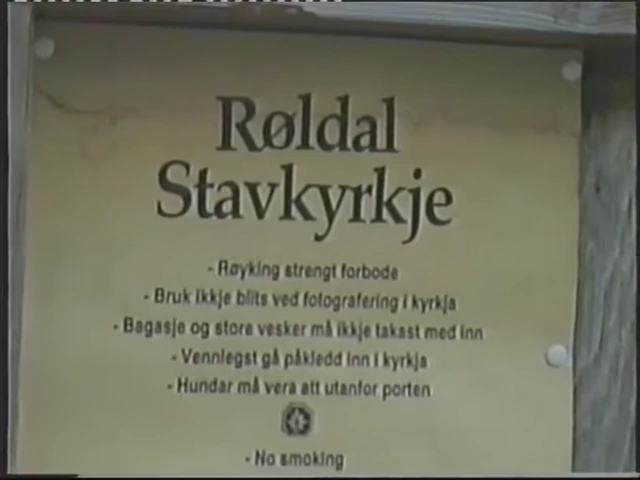 Røldal
Stavkyrkje
- Røyking strengt forbode
- Bruk ikkje blits ved fotografering i kyrkja
- Bagasje og store vesker må ikkje takast med inn
- Vennlegst gå påkledd inn i kyrkja
- Hundar må vera att utanfor porten
- No smoking